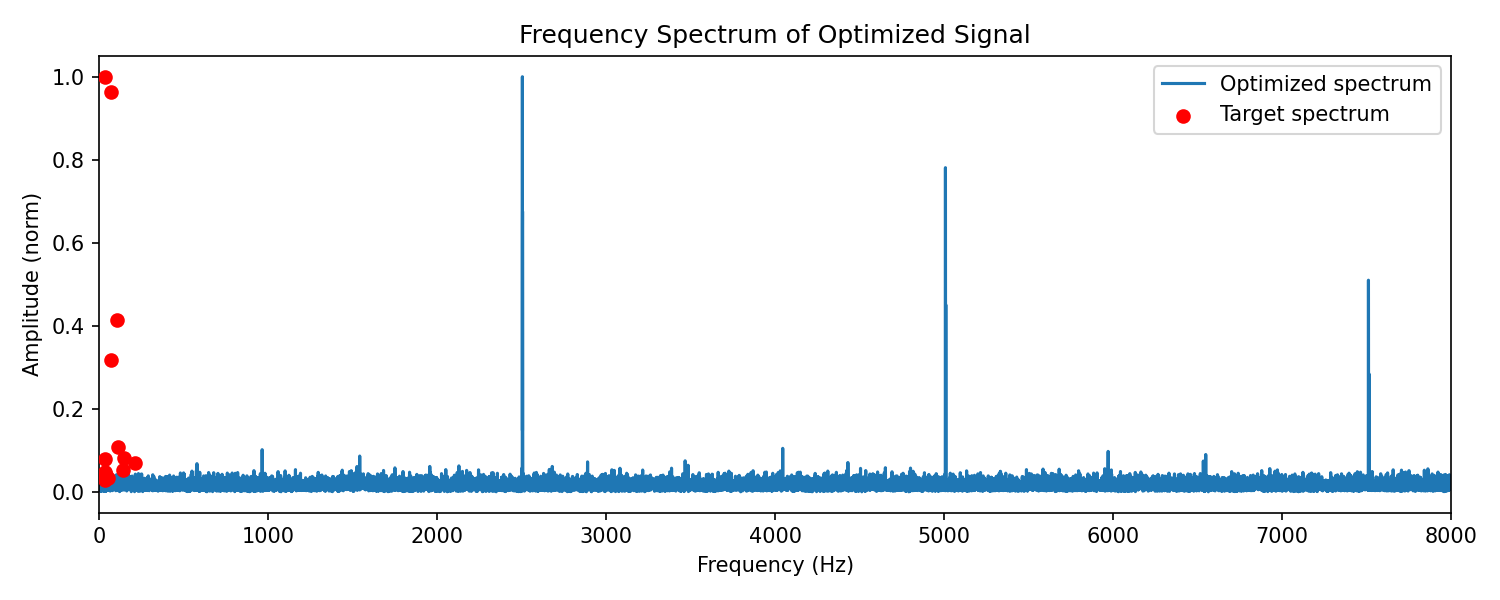 Frequency Spectrum of Optimized Signal
Optimized spectrum
Target spectrum
Amplitude (norm)
1.0
0.8
0.6
0.4
0.2
0.0
0 1000 2000 3000 4000 5000 6000 7000 8000
Frequency (Hz)